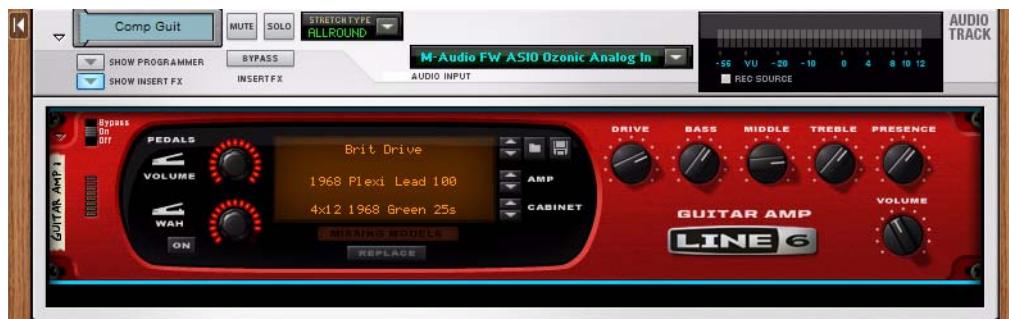 Comp Guit
MUTE
SOLO
STRETCH TYPE
ALLROUND
SHOW PROGRAMMER
BYPASS
SHOW INSERT FX
INSERT FX
M-Audio FW ASIO Ozonic Analog In
AUDIO INPUT
-56 VU -20 -10 0 4 8 10 12
REC SOURCE
AUDIO
TRACK
Bypass
On
Off
GUITAR AMP 1
PEDALS
VOLUME
WAH
ON
Brit Drive
1968 Plexi Lead 100
4x12 1968 Green 25s
MISSING MODELS
REPLACE
AMP
CABINET
DRIVE
BASS
MIDDLE
TREBLE
PRESENCE
GUITAR AMP
LINE 6
VOLUME